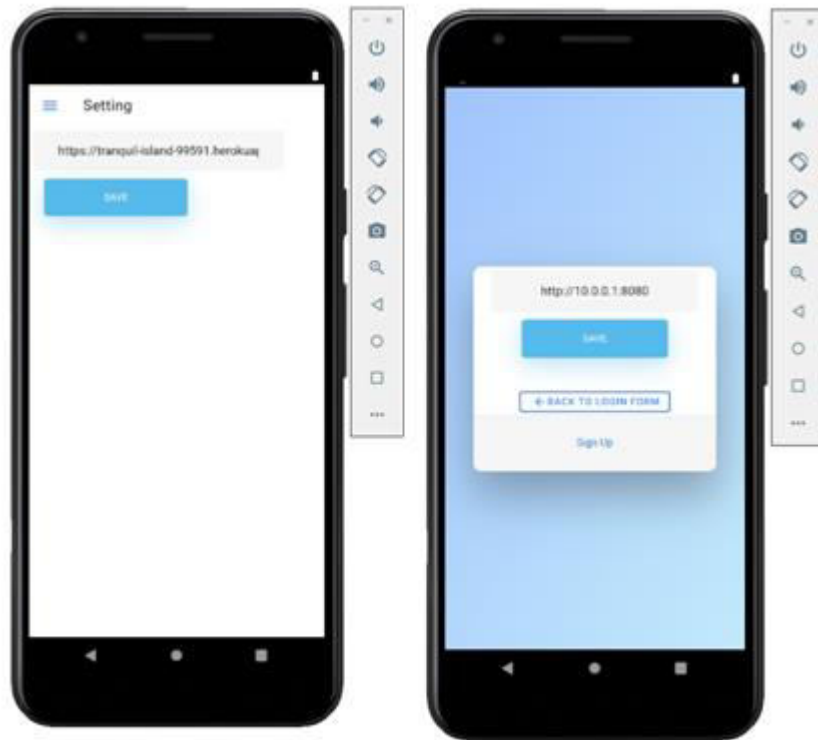 Setting
https://tranquil-island-99591.herokuap
SAVE
http://10.0.0.1:8080
SAVE
← BACK TO LOGIN FORM
Sign Up